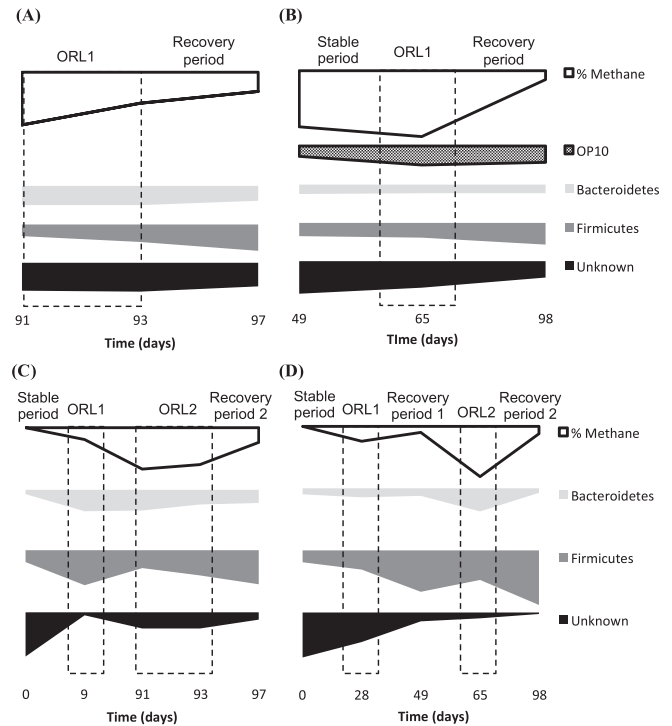 (A)
ORL1
Recovery
period
91
93
97
Time (days)
(B)
Stable
period
ORL1
Recovery
period
% Methane
OP10
Bacteroidetes
Firmicutes
Unknown
49
65
98
TIme (days)
(C)
Stable
period
ORL1
ORL2
Recovery
period 2
0
9
91
93
97
Time (days)
(D)
Stable
period
ORL1
Recovery
period 1
ORL2
Recovery
period 2
% Methane
Bacteroidetes
Firmicutes
Unknown
0
28
49
65
98
Time (days)